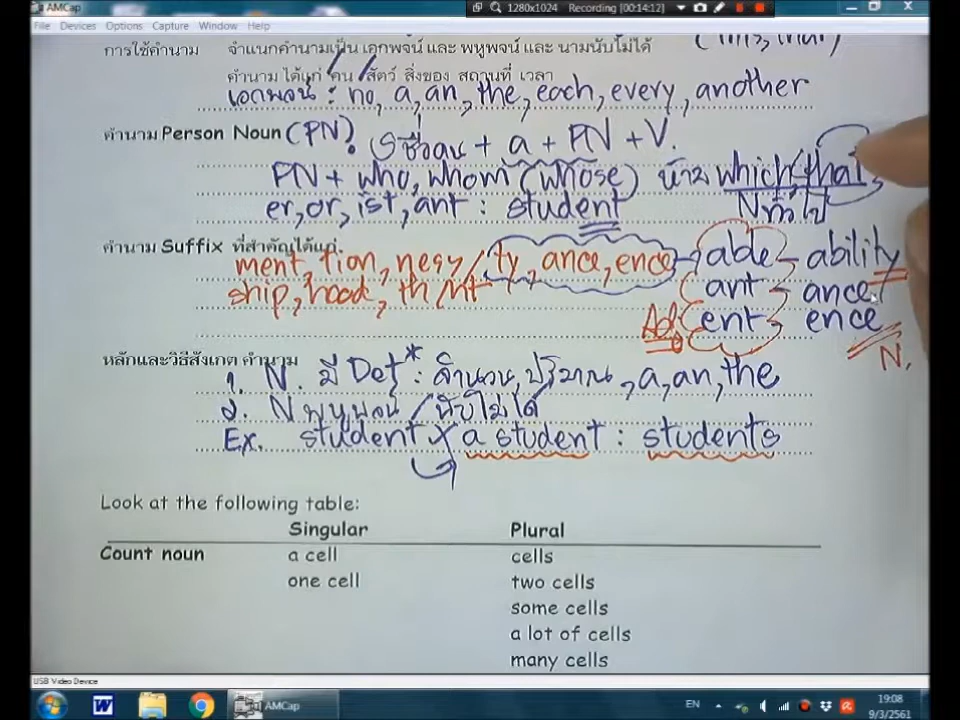 AMCap
1280x1024 Recording [00:14:12]
File Devices Options Capture Window Help
การใช้คำนาม จำแนกคำนามเป็น เอกพจน์ และ พหูพจน์ และ นามนับไม่ได้
คำนาม ได้แก่ คน สัตว์ สิ่งของ สถานที่ เวลา
เอกพจน์ : no, a, an, the, each, every, another
คำนาม Person Noun (PN)
ชื่อคน + a + PN + V.
PN + who, whom (whose) ห้าม which, that,
er, or, ist, ant : student Nทั่วไป
คำนาม Suffix ที่สำคัญได้แก่
ment, tion, ness / ty, ance, ence - able - ability
ship, hood, th / nt ant - ance
Adj ent - ence
N.
หลักและวิธีสังเกต คำนาม
1. N. มี Det* : จำนวน, ปริมาณ, a, an, the
2. N พหูพจน์ / นับไม่ได้
Ex. student X a student : students
Look at the following table:
Singular Plural
Count noun a cell cells
one cell two cells
some cells
a lot of cells
many cells
USB Video Device
AMCap
EN
19:08
9/3/2561